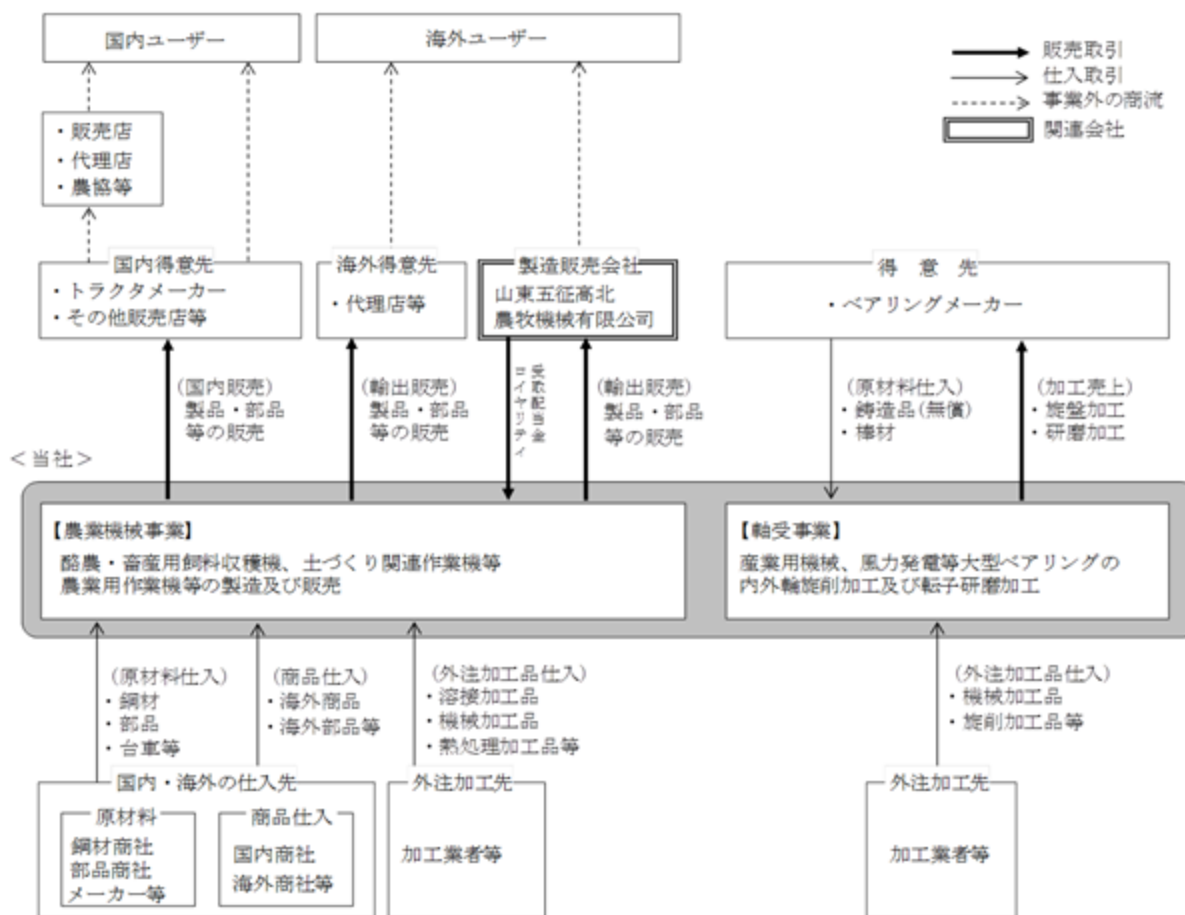 国内ユーザー
海外ユーザー
販売取引
仕入取引
事業外の商流
関連会社
・販売店
・代理店
・農協等
国内得意先
・トラクタメーカー
・その他販売店等
海外得意先
・代理店等
製造販売会社
山東五征高北
農牧機械有限公司
得 意 先
・ベアリングメーカー
(国内販売)
製品・部品
等の販売
(輸出販売)
製品・部品
等の販売
受取配当金
ロイヤリティ
(輸出販売)
製品・部品
等の販売
(原材料仕入)
・鋳造品(無償)
・棒材
(加工売上)
・旋盤加工
・研磨加工
＜当社＞
【農業機械事業】
酪農・畜産用飼料収穫機、土づくり関連作業機等
農業用作業機等の製造及び販売
【軸受事業】
産業用機械、風力発電等大型ベアリングの
内外輪旋削加工及び転子研磨加工
(原材料仕入)
・鋼材
・部品
・台車等
(商品仕入)
・海外商品
・海外部品等
(外注加工品仕入)
・溶接加工品
・機械加工品
・熱処理加工品等
(外注加工品仕入)
・機械加工品
・旋削加工品等
国内・海外の仕入先
原材料
鋼材商社
部品商社
メーカー等
商品仕入
国内商社
海外商社等
外注加工先
加工業者等
外注加工先
加工業者等